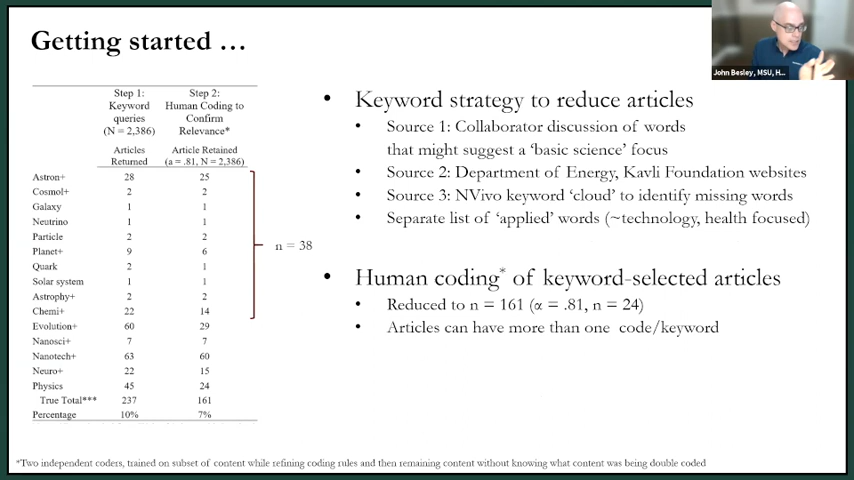 Getting started …
John Besley, MSU, H...
Step 1: Step 2:
Keyword Human Coding to
queries Confirm
(N = 2,386) Relevance*
Articles Article Retained
Returned (a = .81, N = 2,386)
Astron+ 28 25
Cosmol+ 2 2
Galaxy 1 1
Neutrino 1 1
Particle 2 2
Planet+ 9 6
Quark 2 1
Solar system 1 1
Astrophy+ 2 2
Chemi+ 22 14
Evolution+ 60 29
Nanosci+ 7 7
Nanotech+ 63 60
Neuro+ 22 15
Physics 45 24
True Total*** 237 161
Percentage 10% 7%
n = 38
• Keyword strategy to reduce articles
• Source 1: Collaborator discussion of words
that might suggest a ‘basic science’ focus
• Source 2: Department of Energy, Kavli Foundation websites
• Source 3: NVivo keyword ‘cloud’ to identify missing words
• Separate list of ‘applied’ words (~technology, health focused)
• Human coding* of keyword-selected articles
• Reduced to n = 161 (α = .81, n = 24)
• Articles can have more than one code/keyword
*Two independent coders, trained on subset of content while refining coding rules and then remaining content without knowing what content was being double coded